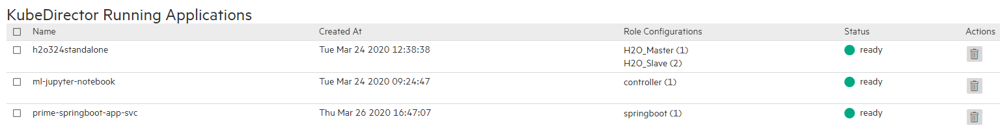 KubeDirector Running Applications
Name Created At Role Configurations Status Actions
h2o324standalone Tue Mar 24 2020 12:38:38 H2O_Master (1) ready
H2O_Slave (2)
ml-jupyter-notebook Tue Mar 24 2020 09:24:47 controller (1) ready
prime-springboot-app-svc Thu Mar 26 2020 16:47:07 springboot (1) ready